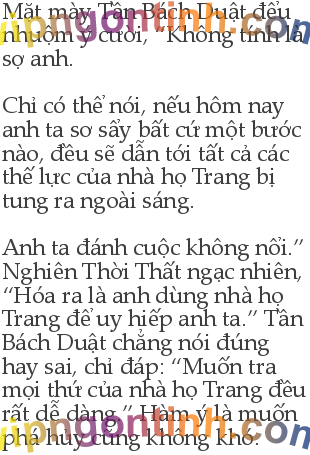 Mặt mày Tần Bách Duật đều
nhuộm ý cười, “Không tính là
sợ anh.
Chỉ có thể nói, nếu hôm nay
anh ta sơ sẩy bất cứ một bước
nào, đều sẽ dẫn tới tất cả các
thế lực của nhà họ Trang bị
tung ra ngoài sáng.
Anh ta đánh cuộc không nổi.”
Nghiên Thời Thất ngạc nhiên,
“Hóa ra là anh dùng nhà họ
Trang để uy hiếp anh ta.” Tần
Bách Duật chẳng nói đúng
hay sai, chỉ đáp: “Muốn tra
mọi thứ của nhà họ Trang đều
rất dễ dàng.” Hàm ý là muốn
phá hủy cũng không khó.
vipngontinh.com
vipngontinh.com